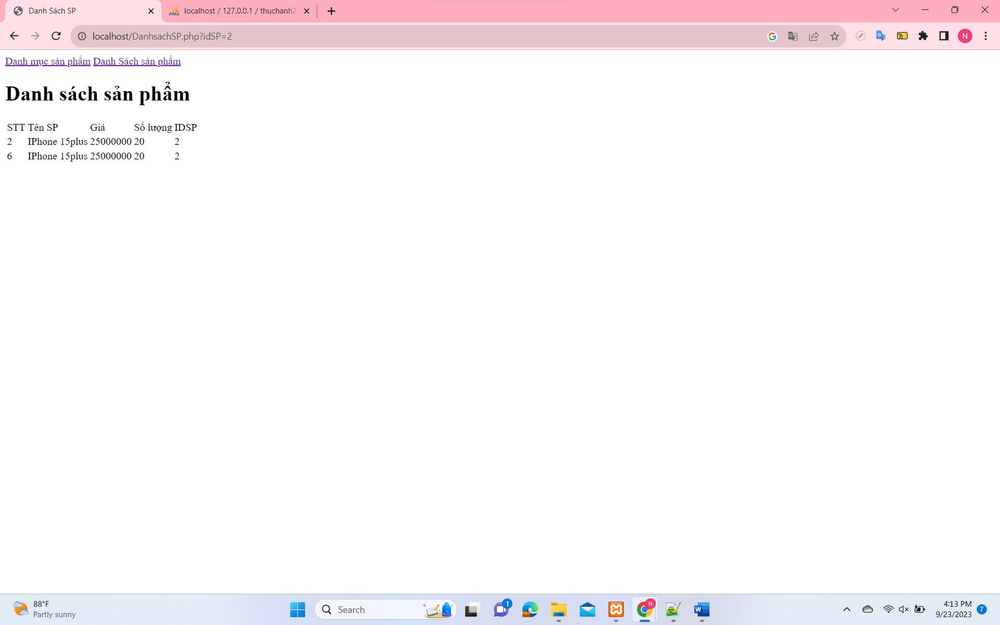 Danh Sách SP
localhost / 127.0.0.1 / thuchanh2
localhost/DanhsachSP.php?idSP=2
N
Danh mục sản phẩm Danh Sách sản phẩm
Danh sách sản phẩm
STT Tên SP Giá Số lượng IDSP
2 IPhone 15plus 25000000 20 2
6 IPhone 15plus 25000000 20 2
88°F
Partly sunny
Search
1
N
4:13 PM
9/23/2023
7